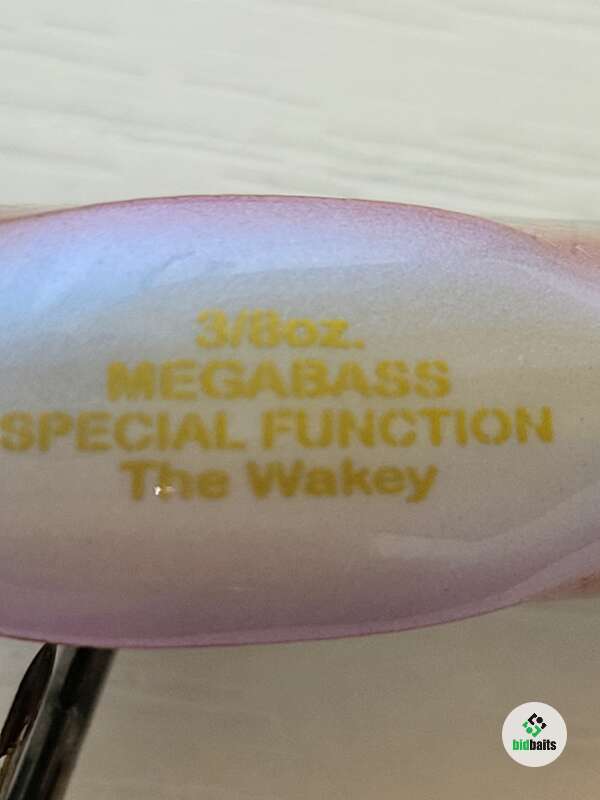 3/8oz.
MEGABASS
SPECIAL FUNCTION
The Wakey
bidbaits